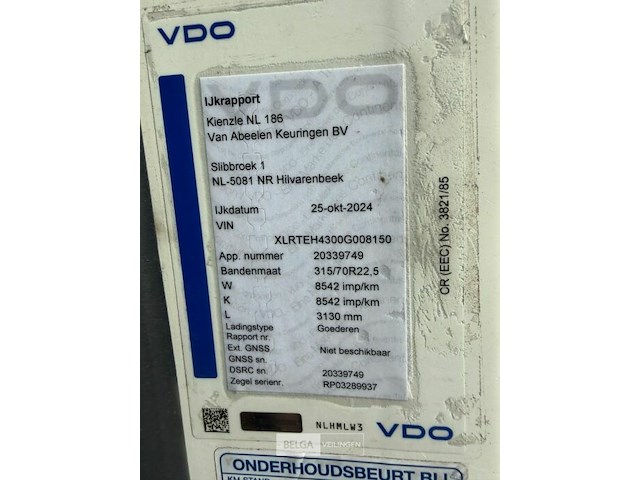 VDO
IJkrapport
Kienzle NL 186
Van Abeelen Keuringen BV
Slibbroek 1
NL-5081 NR Hilvarenbeek
IJkdatum 25-okt-2024
VIN
XLRTEH4300G008150
App. nummer 20339749
Bandenmaat 315/70R22,5
W 8542 imp/km
K 8542 imp/km
L 3130 mm
Ladingstype Goederen
Rapport nr.
Ext. GNSS Niet beschikbaar
GNSS sn.
DSRC sn. 20339749
Zegel serienr. RP03289937
CR (EEC) No. 3821/85
NLHMLW3 VDO
BELGA VEILINGEN
ONDERHOUDSBEURT BIJ
KM-STAND